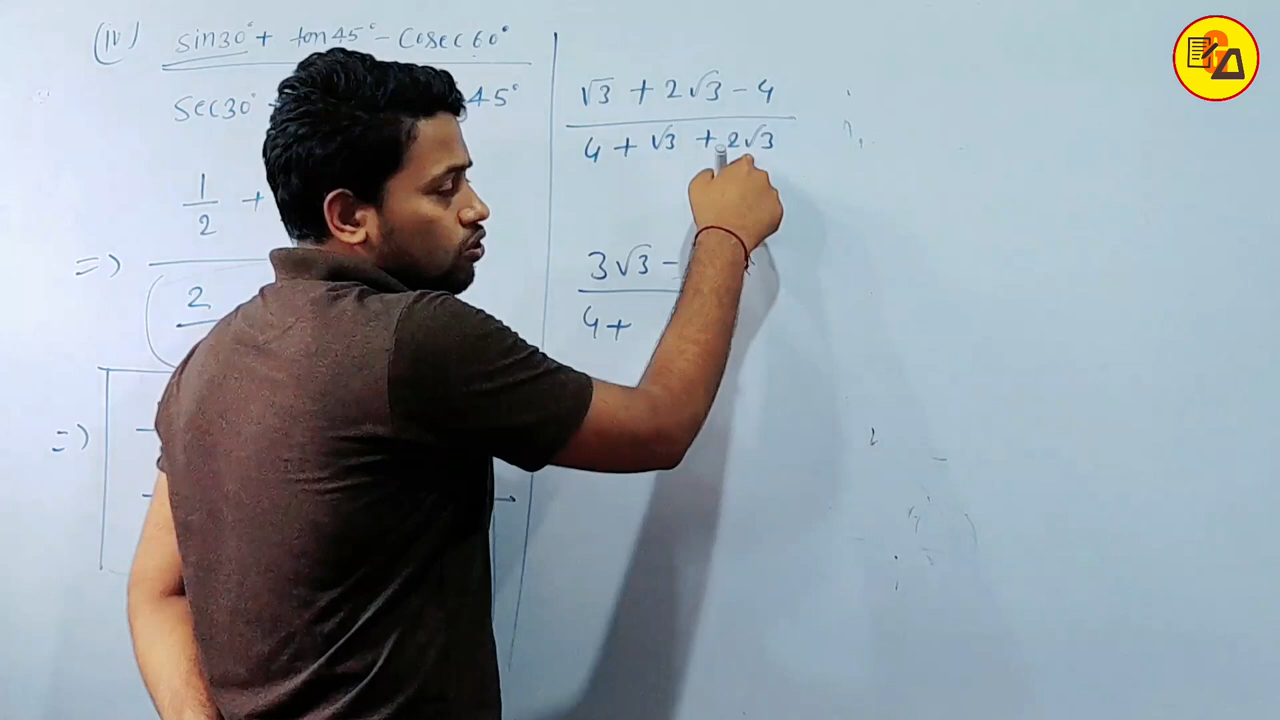 (iv) sin30° + tan45° - Cosec60°
sec30° 45°
1/2 +
=>
( 2
=>
√3 + 2√3 - 4
4 + √3 + 2√3
3√3 -
4 +